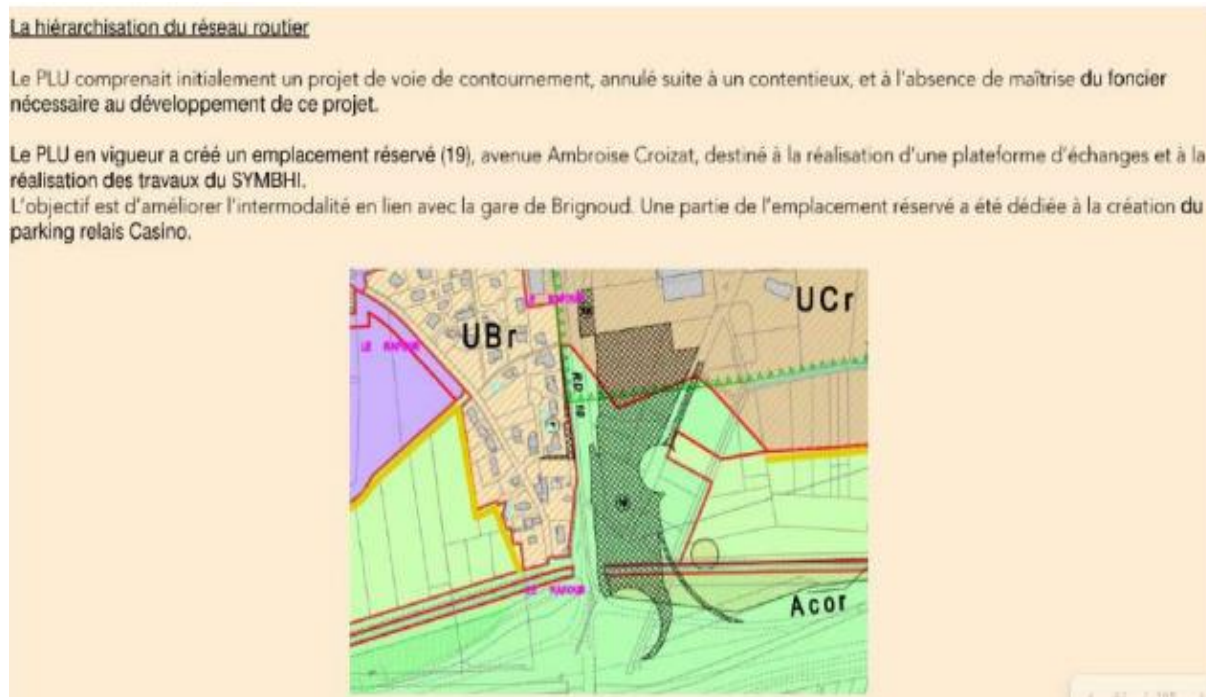 La hiérarchisation du réseau routier
Le PLU comprenait initialement un projet de voie de contournement, annulé suite à un contentieux, et à l'absence de maîtrise du foncier
nécessaire au développement de ce projet.
Le PLU en vigueur a créé un emplacement réservé (19), avenue Ambroise Croizat, destiné à la réalisation d'une plateforme d'échanges et à la
réalisation des travaux du SYMBHI.
L'objectif est d'améliorer l'intermodalité en lien avec la gare de Brignoud. Une partie de l'emplacement réservé a été dédiée à la création du
parking relais Casino.
UCr
UBr
RD
Acor